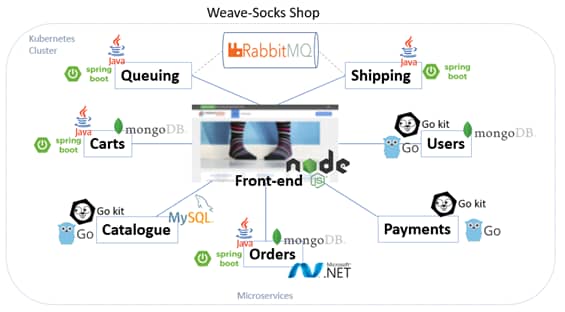 Weave-Socks Shop
Kubernetes
Cluster
Java
spring
boot
Queuing
RabbitMQ
Java
Shipping
spring
boot
Java
spring
boot
Carts
mongoDB.
Go kit
Go
Users
mongoDB.
node
JS
Front-end
Go kit
Go
Catalogue
MySQL
Java
spring
boot
Orders
mongoDB.
Microsoft
.NET
Go kit
Payments
Go
Microservices